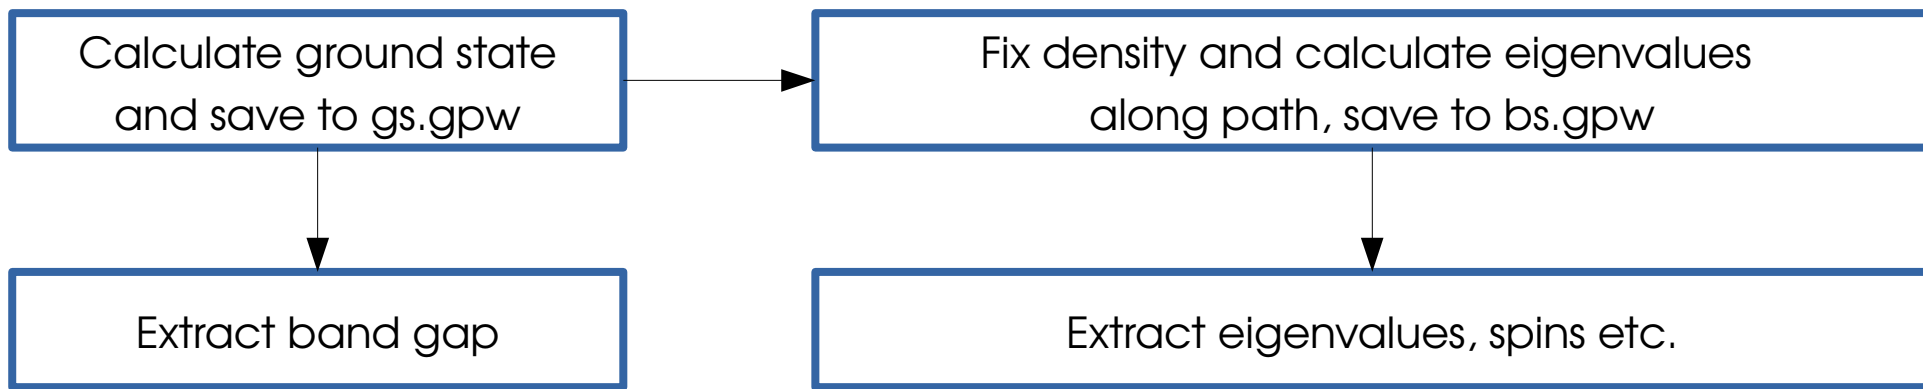 Calculate ground state
and save to gs.gpw
Fix density and calculate eigenvalues
along path, save to bs.gpw
Extract band gap
Extract eigenvalues, spins etc.